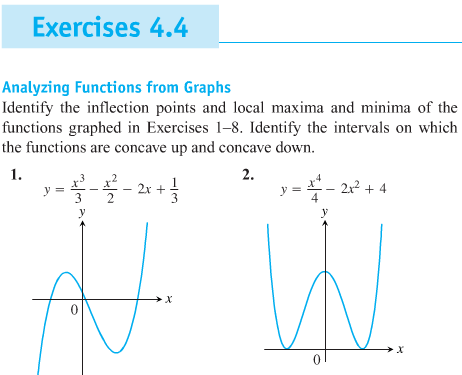 Exercises 4.4
Analyzing Functions from Graphs
Identify the inflection points and local maxima and minima of the
functions graphed in Exercises 1–8. Identify the intervals on which
the functions are concave up and concave down.
1. y = x³/3 − x²/2 − 2x + 1/3
y
x
0
2. y = x⁴/4 − 2x² + 4
y
x
0